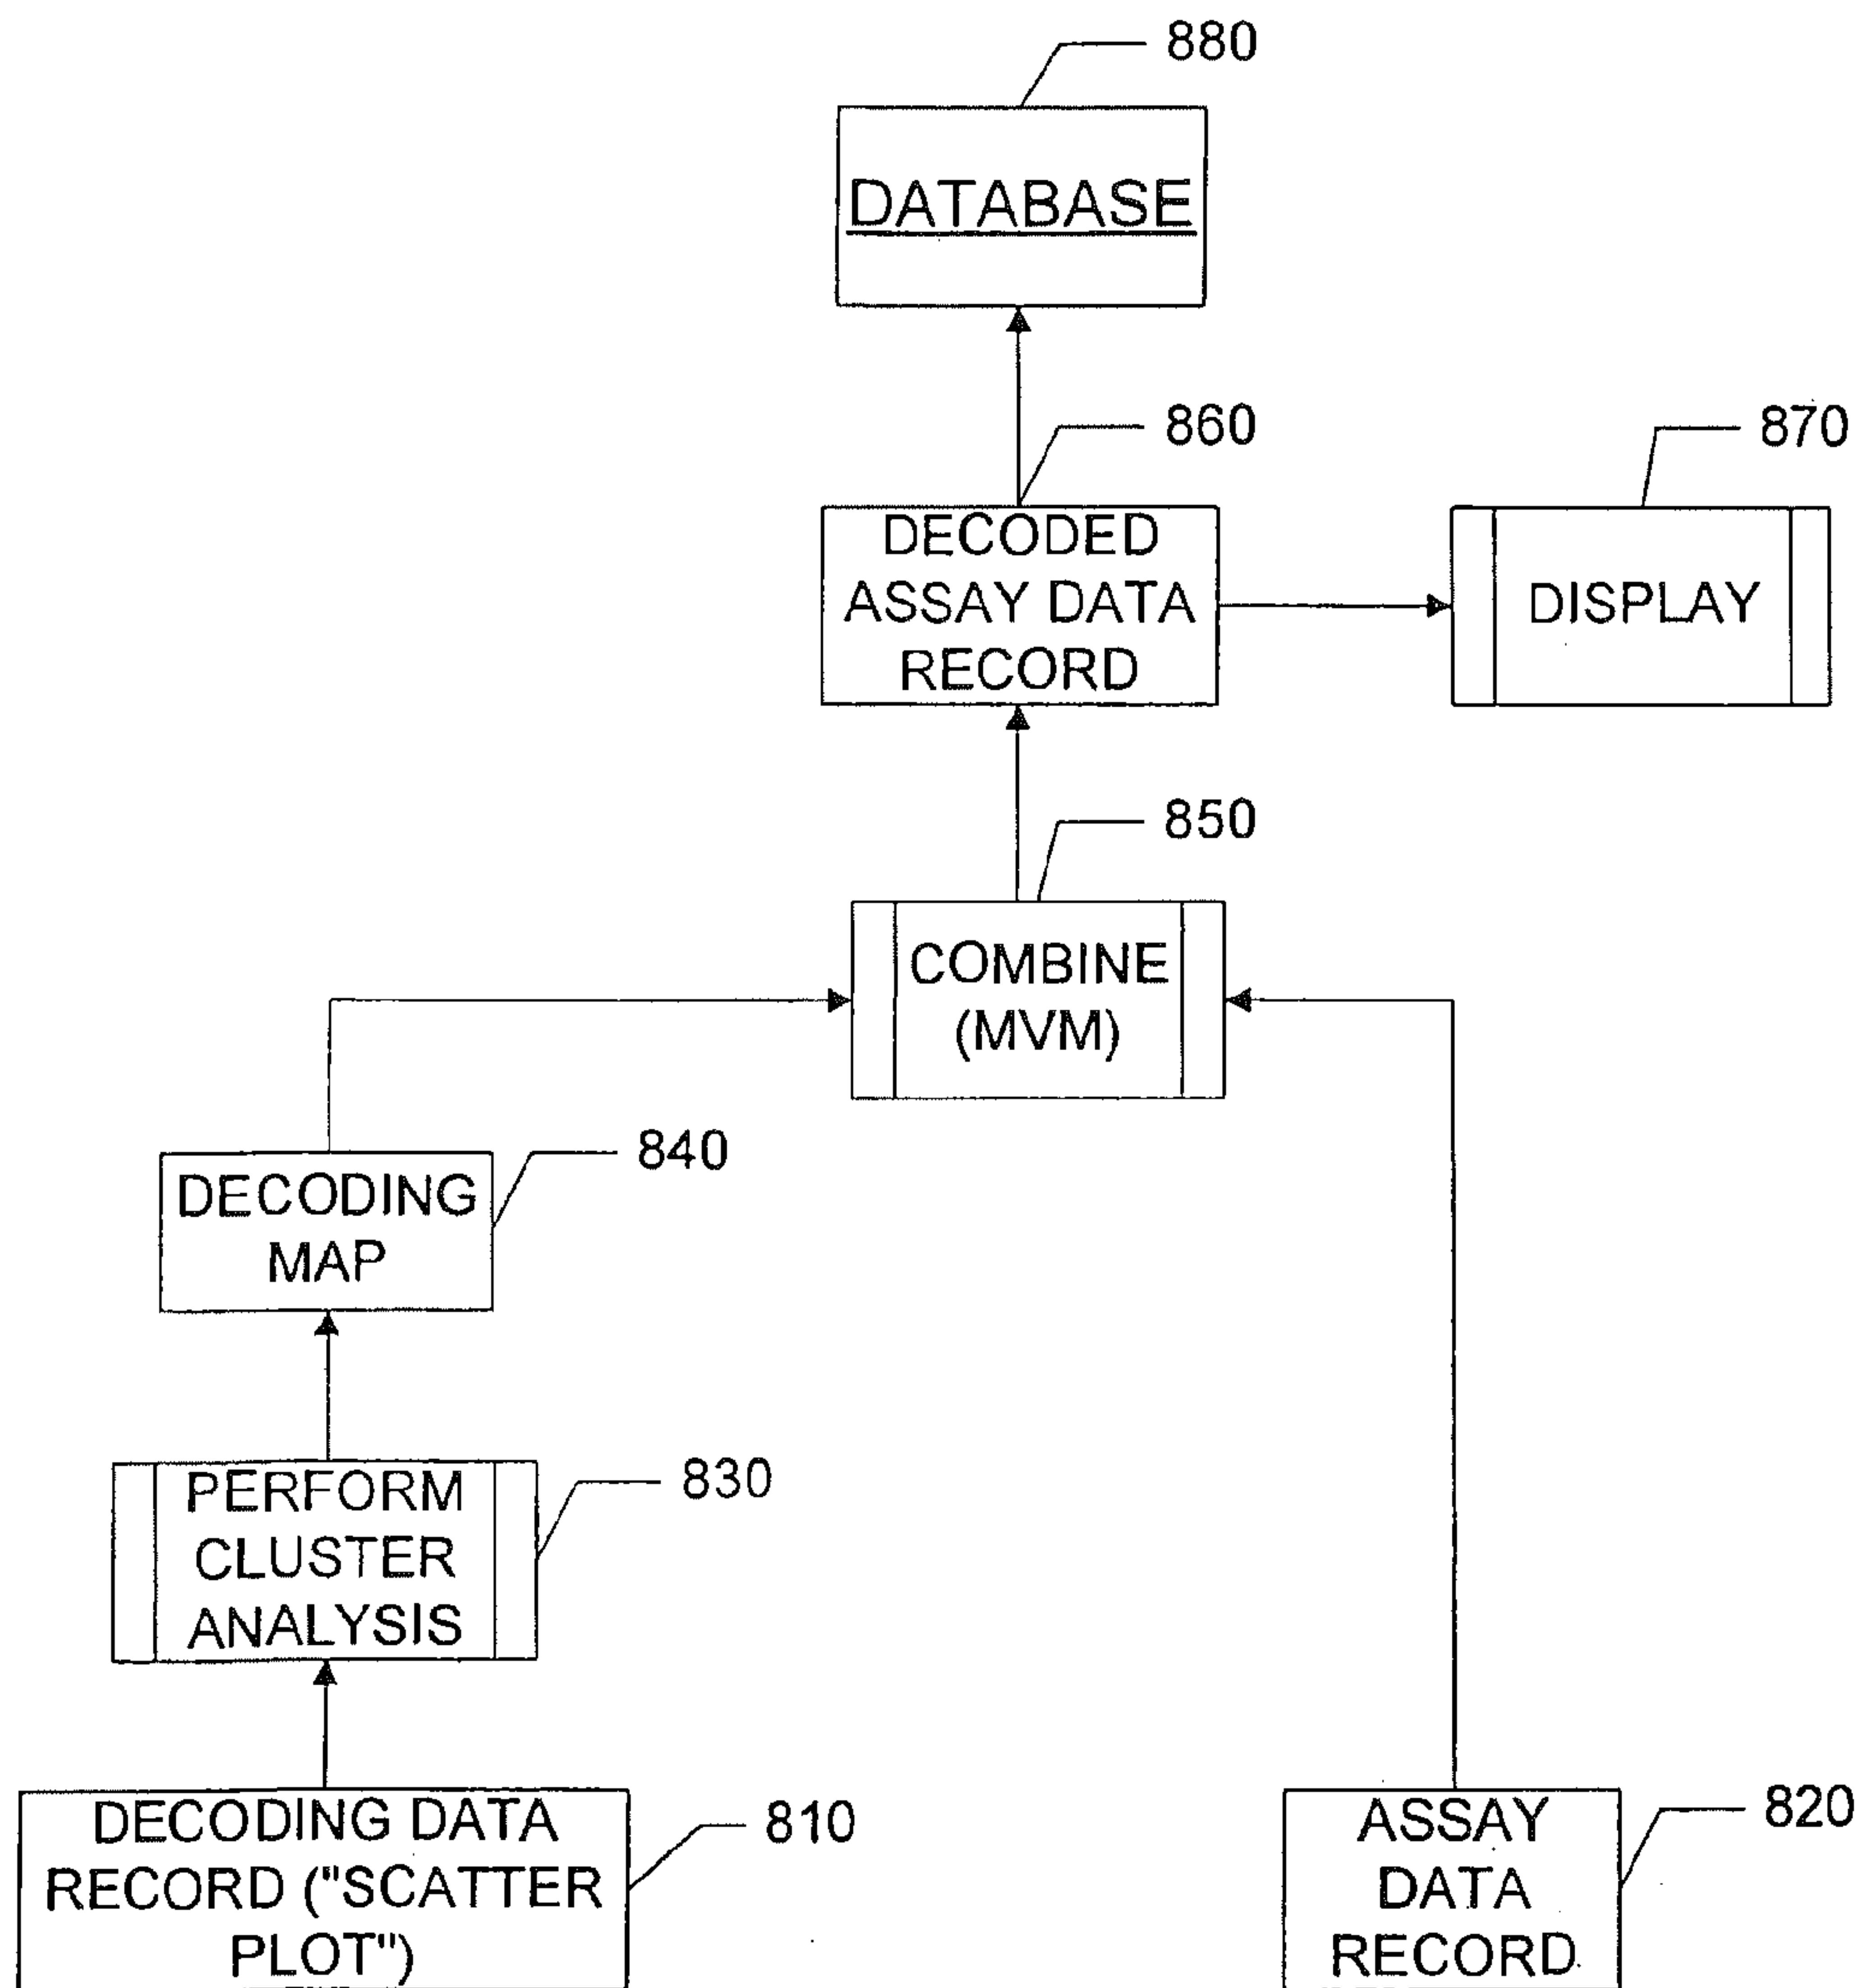 880
DATABASE
860
870
DECODED
ASSAY DATA
RECORD
DISPLAY
850
COMBINE
(MVM)
840
DECODING
MAP
830
PERFORM
CLUSTER
ANALYSIS
810
DECODING DATA
RECORD ("SCATTER
PLOT")
820
ASSAY
DATA
RECORD